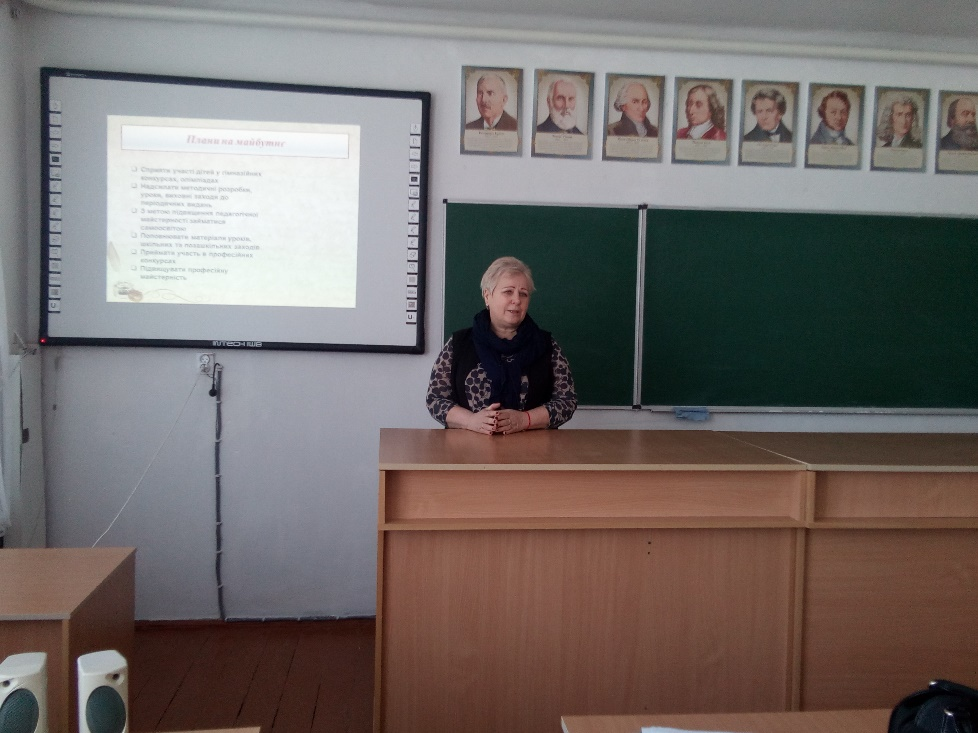 Плани на майбутнє
Сприяти участі дітей у гімназійних
конкурсах, олімпіадах
Надсилати методичні розробки,
уроки, виховні заходи до
періодичних видань
З метою підвищення педагогічної
майстерності займатися
самоосвітою
Поповнювати матеріали уроків,
шкільних та позашкільних заходів
Приймати участь в професійних
конкурсах
Підвищувати професійну
майстерність
INTECH IWB